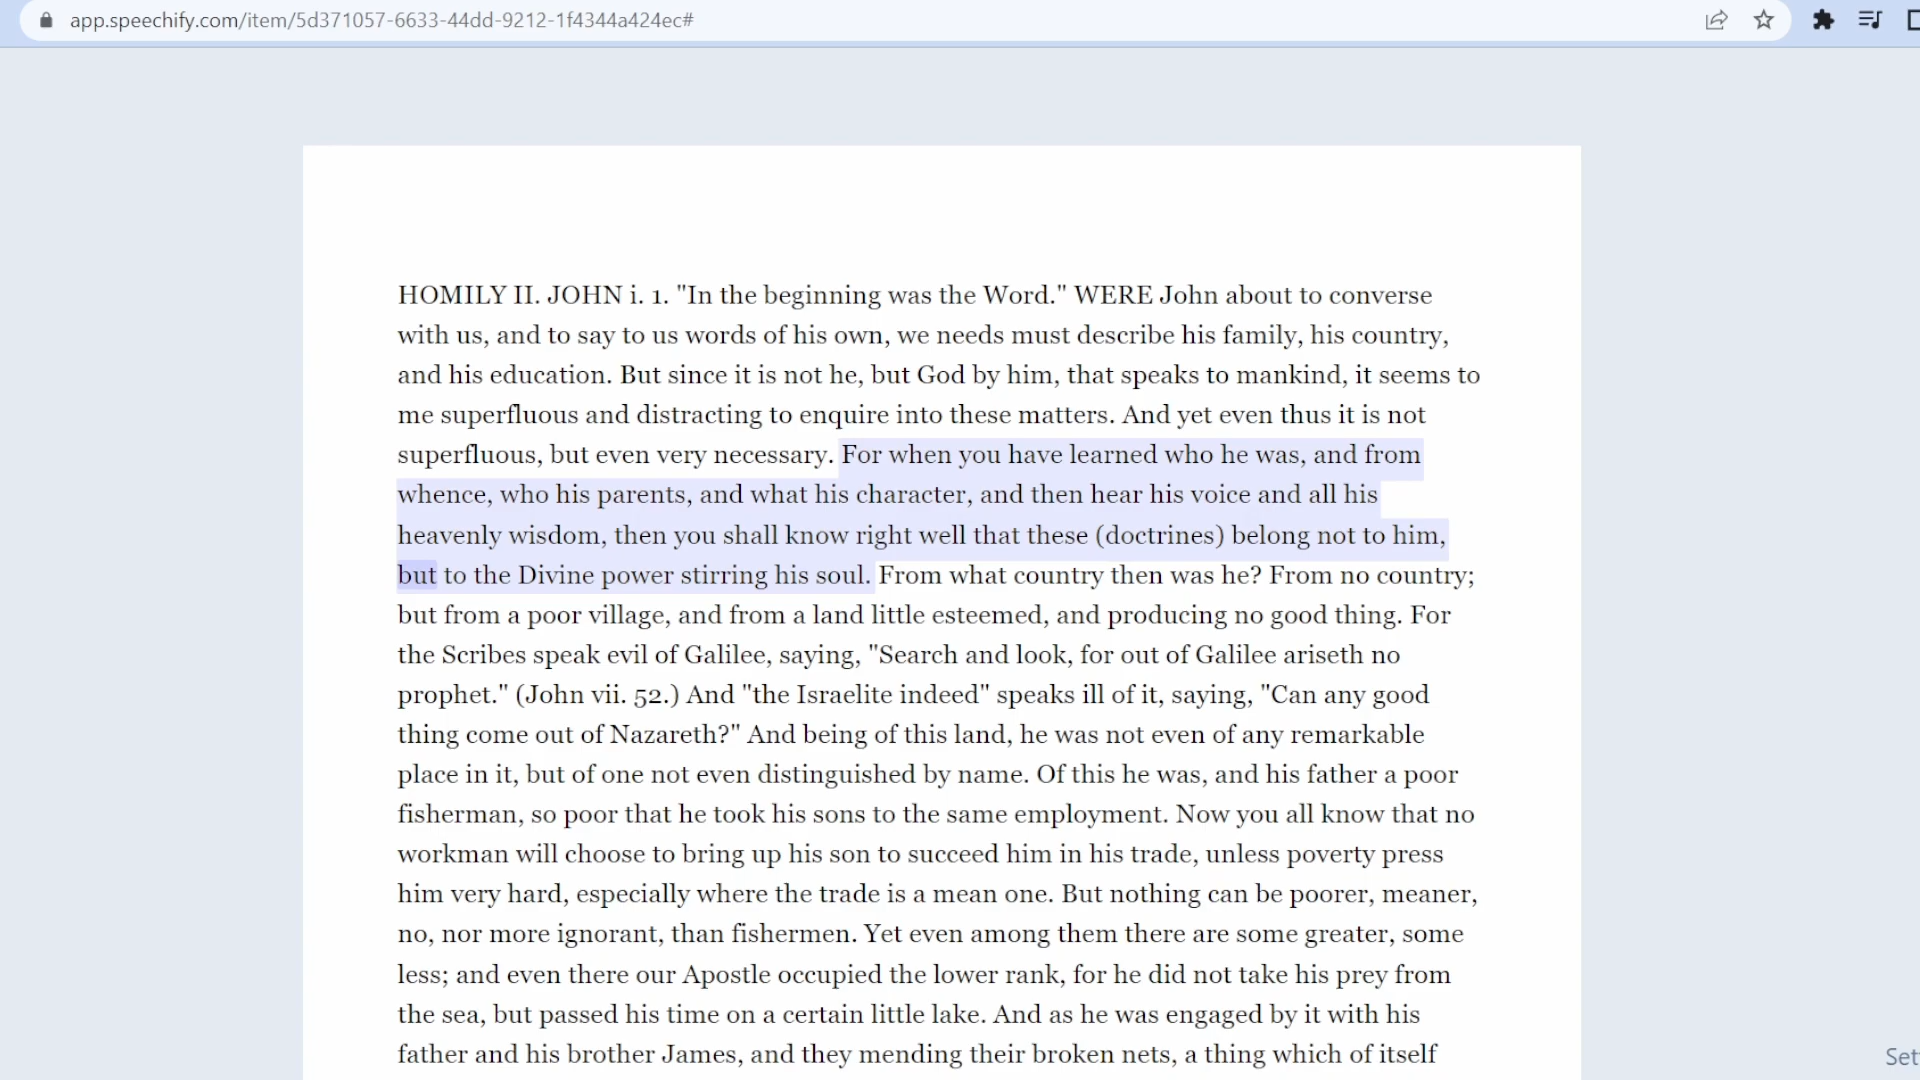 app.speechify.com/item/5d371057-6633-44dd-9212-1f4344a424ec#
HOMILY II. JOHN i. 1. "In the beginning was the Word." WERE John about to converse
with us, and to say to us words of his own, we needs must describe his family, his country,
and his education. But since it is not he, but God by him, that speaks to mankind, it seems to
me superfluous and distracting to enquire into these matters. And yet even thus it is not
superfluous, but even very necessary. For when you have learned who he was, and from
whence, who his parents, and what his character, and then hear his voice and all his
heavenly wisdom, then you shall know right well that these (doctrines) belong not to him,
but to the Divine power stirring his soul. From what country then was he? From no country;
but from a poor village, and from a land little esteemed, and producing no good thing. For
the Scribes speak evil of Galilee, saying, "Search and look, for out of Galilee ariseth no
prophet." (John vii. 52.) And "the Israelite indeed" speaks ill of it, saying, "Can any good
thing come out of Nazareth?" And being of this land, he was not even of any remarkable
place in it, but of one not even distinguished by name. Of this he was, and his father a poor
fisherman, so poor that he took his sons to the same employment. Now you all know that no
workman will choose to bring up his son to succeed him in his trade, unless poverty press
him very hard, especially where the trade is a mean one. But nothing can be poorer, meaner,
no, nor more ignorant, than fishermen. Yet even among them there are some greater, some
less; and even there our Apostle occupied the lower rank, for he did not take his prey from
the sea, but passed his time on a certain little lake. And as he was engaged by it with his
father and his brother James, and they mending their broken nets, a thing which of itself